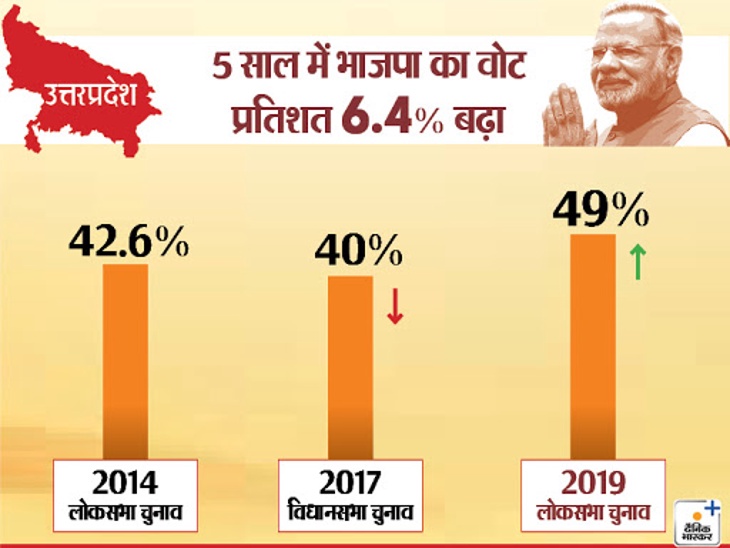 उत्तरप्रदेश
5 साल में भाजपा का वोट
प्रतिशत 6.4% बढ़ा
42.6%
40%
49%
2014
लोकसभा चुनाव
2017
विधानसभा चुनाव
2019
लोकसभा चुनाव
दैनिक
भास्कर